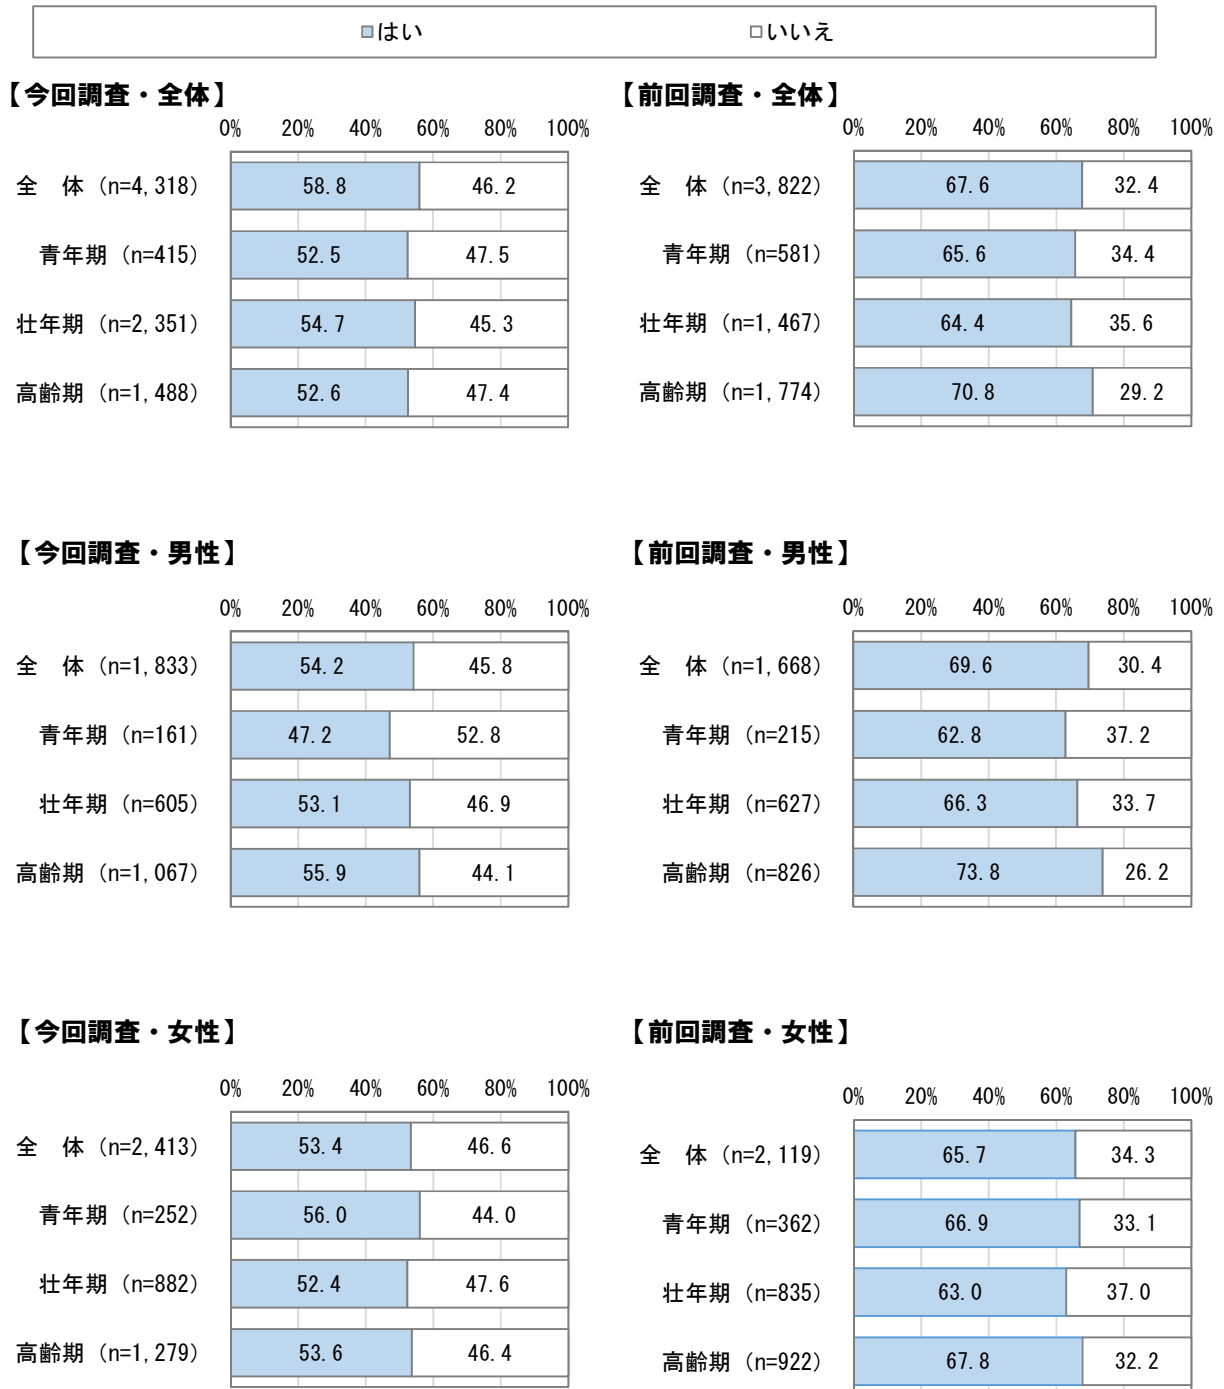 はい いいえ
【今回調査・全体】
0% 20% 40% 60% 80% 100%
全 体 (n=4,318) 58.8 46.2
青年期 (n=415) 52.5 47.5
壮年期 (n=2,351) 54.7 45.3
高齢期 (n=1,488) 52.6 47.4
【前回調査・全体】
0% 20% 40% 60% 80% 100%
全 体 (n=3,822) 67.6 32.4
青年期 (n=581) 65.6 34.4
壮年期 (n=1,467) 64.4 35.6
高齢期 (n=1,774) 70.8 29.2
【今回調査・男性】
0% 20% 40% 60% 80% 100%
全 体 (n=1,833) 54.2 45.8
青年期 (n=161) 47.2 52.8
壮年期 (n=605) 53.1 46.9
高齢期 (n=1,067) 55.9 44.1
【前回調査・男性】
0% 20% 40% 60% 80% 100%
全 体 (n=1,668) 69.6 30.4
青年期 (n=215) 62.8 37.2
壮年期 (n=627) 66.3 33.7
高齢期 (n=826) 73.8 26.2
【今回調査・女性】
0% 20% 40% 60% 80% 100%
全 体 (n=2,413) 53.4 46.6
青年期 (n=252) 56.0 44.0
壮年期 (n=882) 52.4 47.6
高齢期 (n=1,279) 53.6 46.4
【前回調査・女性】
0% 20% 40% 60% 80% 100%
全 体 (n=2,119) 65.7 34.3
青年期 (n=362) 66.9 33.1
壮年期 (n=835) 63.0 37.0
高齢期 (n=922) 67.8 32.2